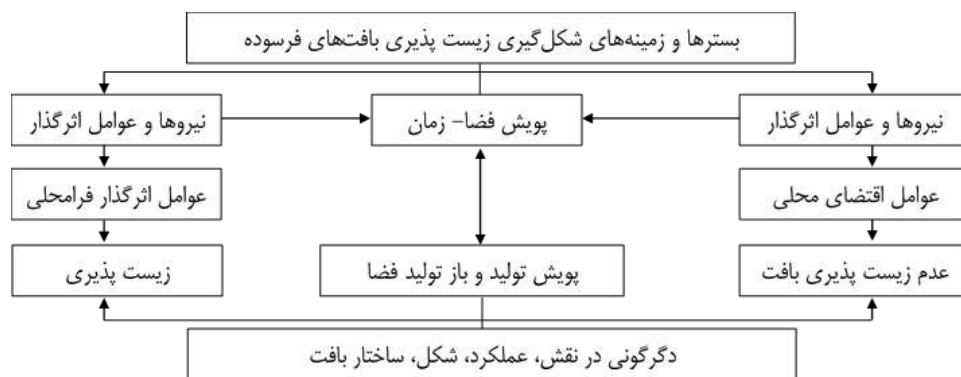 بسترها و زمینه‌های شکل‌گیری زیست پذیری بافت‌های فرسوده
نیروها و عوامل اثرگذار
پویش فضا– زمان
نیروها و عوامل اثرگذار
عوامل اقتضای محلی
عوامل اثرگذار فرامحلی
عدم زیست پذیری بافت
پویش تولید و باز تولید فضا
زیست پذیری
دگرگونی در نقش، عملکرد، شکل، ساختار بافت